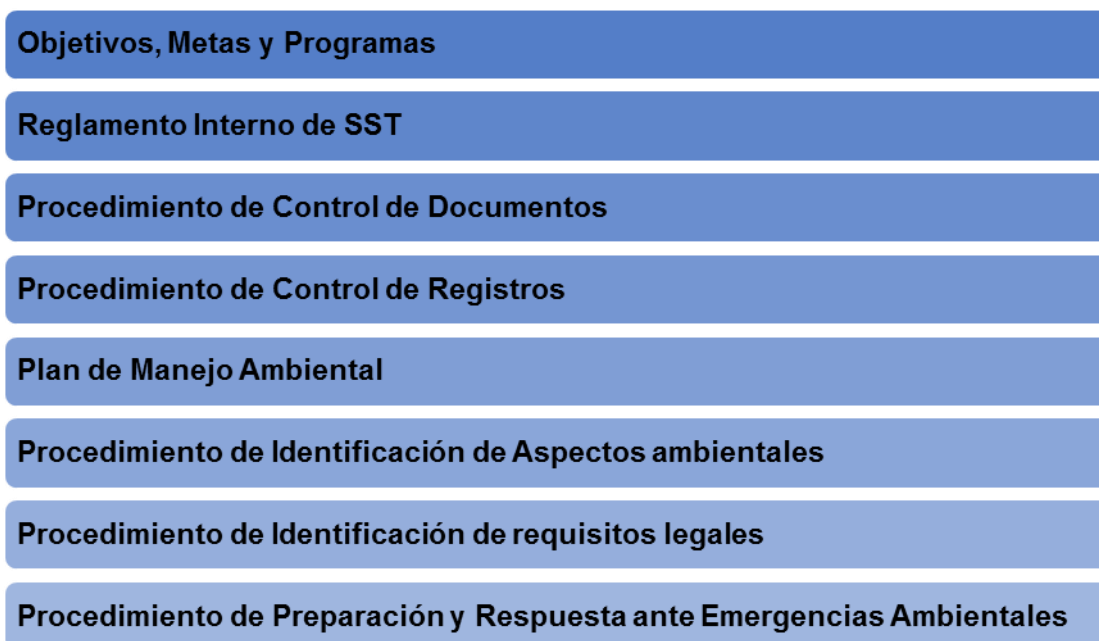 Objetivos, Metas y Programas
Reglamento Interno de SST
Procedimiento de Control de Documentos
Procedimiento de Control de Registros
Plan de Manejo Ambiental
Procedimiento de Identificación de Aspectos ambientales
Procedimiento de Identificación de requisitos legales
Procedimiento de Preparación y Respuesta ante Emergencias Ambientales